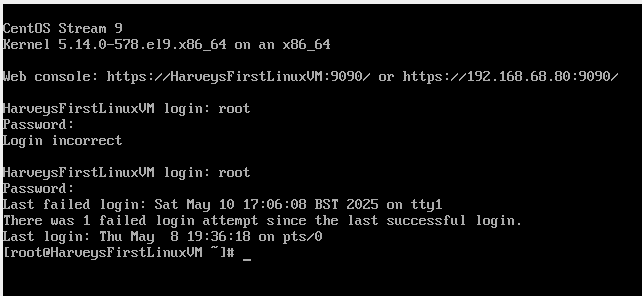 CentOS Stream 9
Kernel 5.14.0-578.el9.x86_64 on an x86_64
Web console: https://HarveysFirstLinuxVM:9090/ or https://192.168.68.80:9090/
HarveysFirstLinuxVM login: root
Password:
Login incorrect
HarveysFirstLinuxVM login: root
Password:
Last failed login: Sat May 10 17:06:08 BST 2025 on tty1
There was 1 failed login attempt since the last successful login.
Last login: Thu May  8 19:36:18 on pts/0
[root@HarveysFirstLinuxVM ~]# _